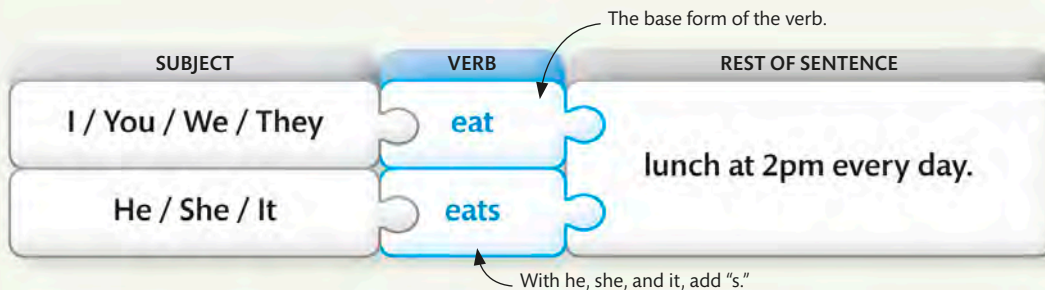 The base form of the verb.
SUBJECT VERB REST OF SENTENCE
I / You / We / They eat
lunch at 2pm every day.
He / She / It eats
With he, she, and it, add “s.”